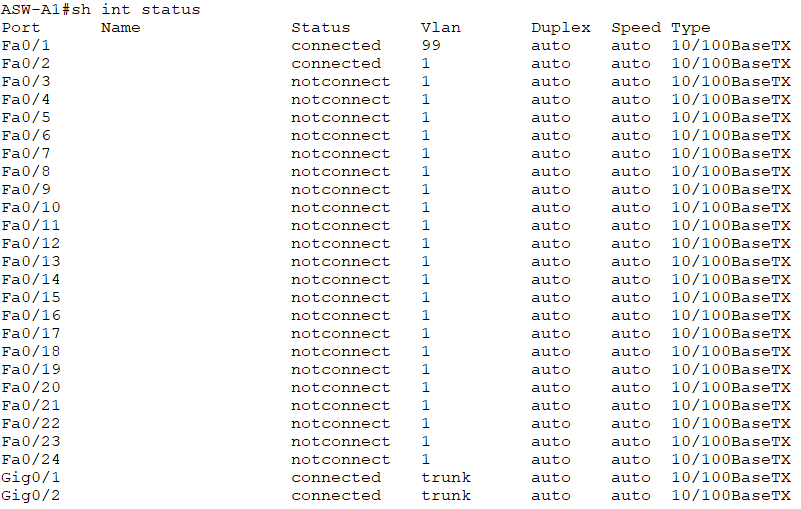 ASW-A1#sh int status
Port      Name               Status       Vlan       Duplex  Speed Type
Fa0/1                        connected    99         auto    auto  10/100BaseTX
Fa0/2                        connected    1          auto    auto  10/100BaseTX
Fa0/3                        notconnect   1          auto    auto  10/100BaseTX
Fa0/4                        notconnect   1          auto    auto  10/100BaseTX
Fa0/5                        notconnect   1          auto    auto  10/100BaseTX
Fa0/6                        notconnect   1          auto    auto  10/100BaseTX
Fa0/7                        notconnect   1          auto    auto  10/100BaseTX
Fa0/8                        notconnect   1          auto    auto  10/100BaseTX
Fa0/9                        notconnect   1          auto    auto  10/100BaseTX
Fa0/10                       notconnect   1          auto    auto  10/100BaseTX
Fa0/11                       notconnect   1          auto    auto  10/100BaseTX
Fa0/12                       notconnect   1          auto    auto  10/100BaseTX
Fa0/13                       notconnect   1          auto    auto  10/100BaseTX
Fa0/14                       notconnect   1          auto    auto  10/100BaseTX
Fa0/15                       notconnect   1          auto    auto  10/100BaseTX
Fa0/16                       notconnect   1          auto    auto  10/100BaseTX
Fa0/17                       notconnect   1          auto    auto  10/100BaseTX
Fa0/18                       notconnect   1          auto    auto  10/100BaseTX
Fa0/19                       notconnect   1          auto    auto  10/100BaseTX
Fa0/20                       notconnect   1          auto    auto  10/100BaseTX
Fa0/21                       notconnect   1          auto    auto  10/100BaseTX
Fa0/22                       notconnect   1          auto    auto  10/100BaseTX
Fa0/23                       notconnect   1          auto    auto  10/100BaseTX
Fa0/24                       notconnect   1          auto    auto  10/100BaseTX
Gig0/1                       connected    trunk      auto    auto  10/100BaseTX
Gig0/2                       connected    trunk      auto    auto  10/100BaseTX